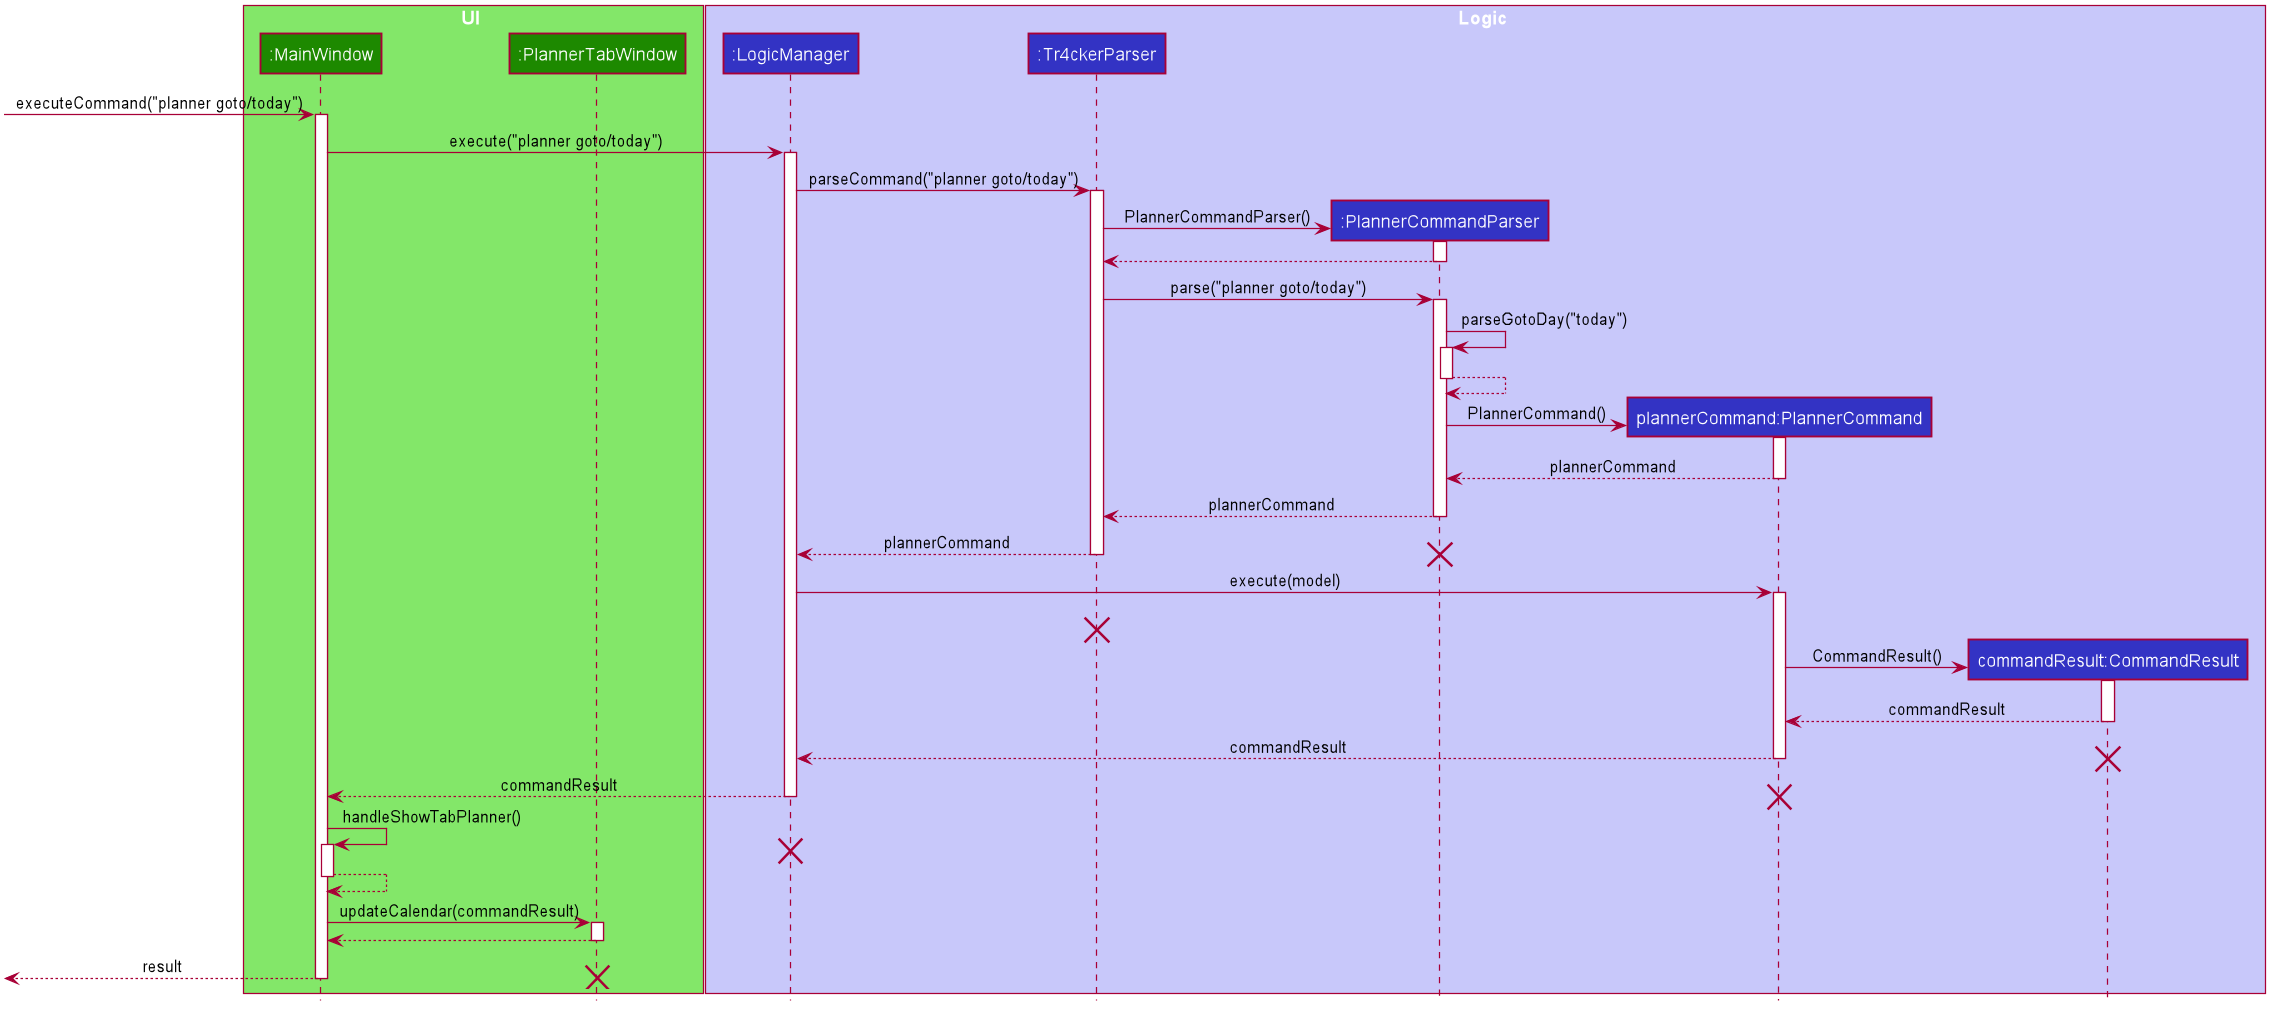 UI
Logic
:MainWindow
:PlannerTabWindow
:LogicManager
:Tr4ckerParser
executeCommand("planner goto/today")
execute("planner goto/today")
parseCommand("planner goto/today")
PlannerCommandParser()
:PlannerCommandParser
parse("planner goto/today")
parseGotoDay("today")
PlannerCommand()
plannerCommand:PlannerCommand
plannerCommand
plannerCommand
plannerCommand
execute(model)
CommandResult()
commandResult:CommandResult
commandResult
commandResult
commandResult
handleShowTabPlanner()
updateCalendar(commandResult)
result